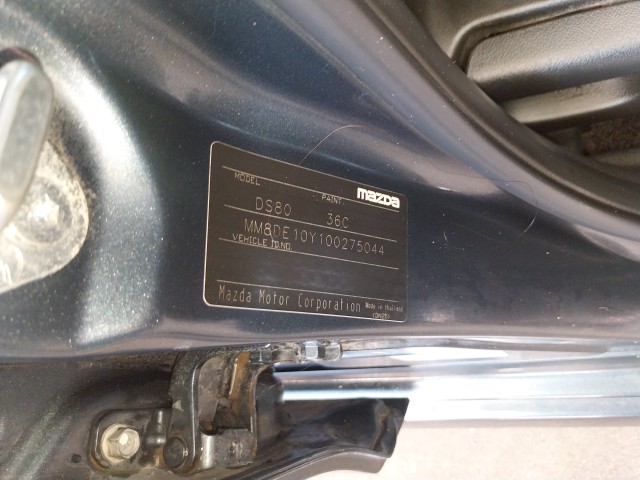 MODEL PAINT mazda
DS80 36C
MM8DE10Y100275044
VEHICLE ID.NO.
Mazda Motor Corporation Made in Thailand